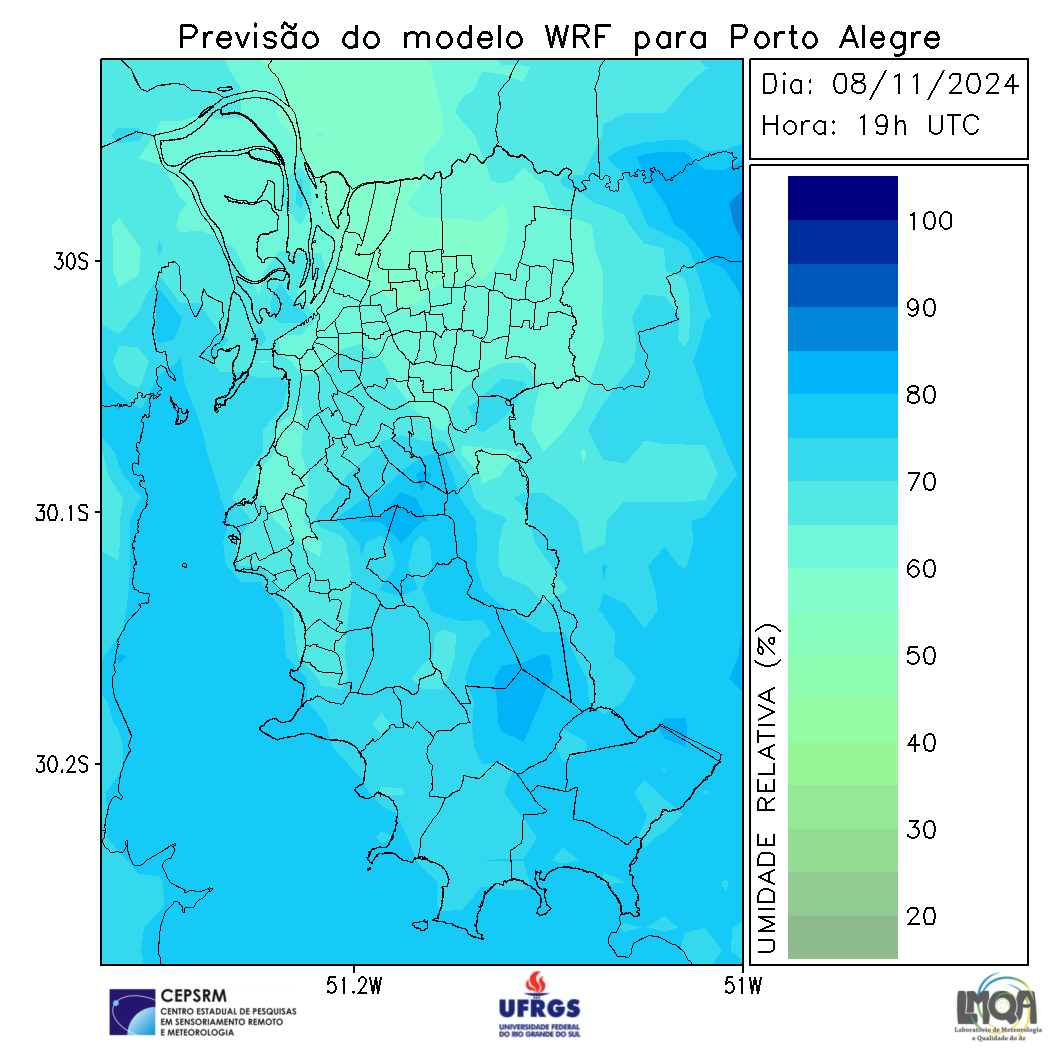 Previsão do modelo WRF para Porto Alegre
Dia: 08/11/2024
Hora: 19h UTC
30S
30.1S
30.2S
51.2W
51W
UMIDADE RELATIVA (%)
100
90
80
70
60
50
40
30
20
CEPSRM
CENTRO ESTADUAL DE PESQUISAS
EM SENSORIAMENTO REMOTO
E METEOROLOGIA
UFRGS
UNIVERSIDADE FEDERAL
DO RIO GRANDE DO SUL
LMQA
Laboratório de Meteorologia
e Qualidade do Ar